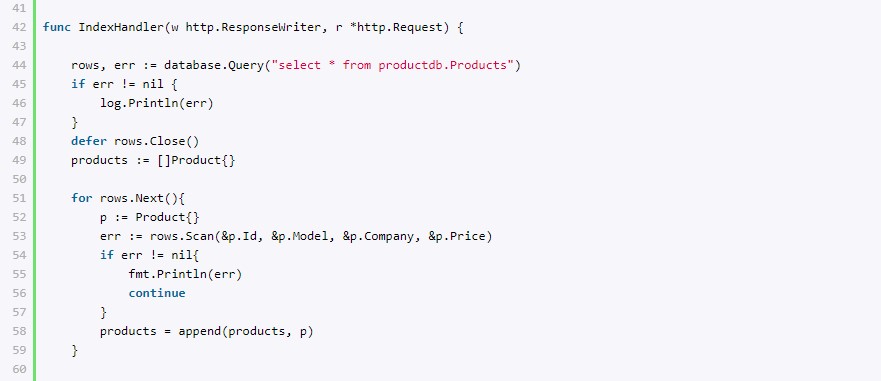 41
42 func IndexHandler(w http.ResponseWriter, r *http.Request) {
43
44     rows, err := database.Query("select * from productdb.Products")
45     if err != nil {
46         log.Println(err)
47     }
48     defer rows.Close()
49     products := []Product{}
50
51     for rows.Next(){
52         p := Product{}
53         err := rows.Scan(&p.Id, &p.Model, &p.Company, &p.Price)
54         if err != nil{
55             fmt.Println(err)
56             continue
57         }
58         products = append(products, p)
59     }
60